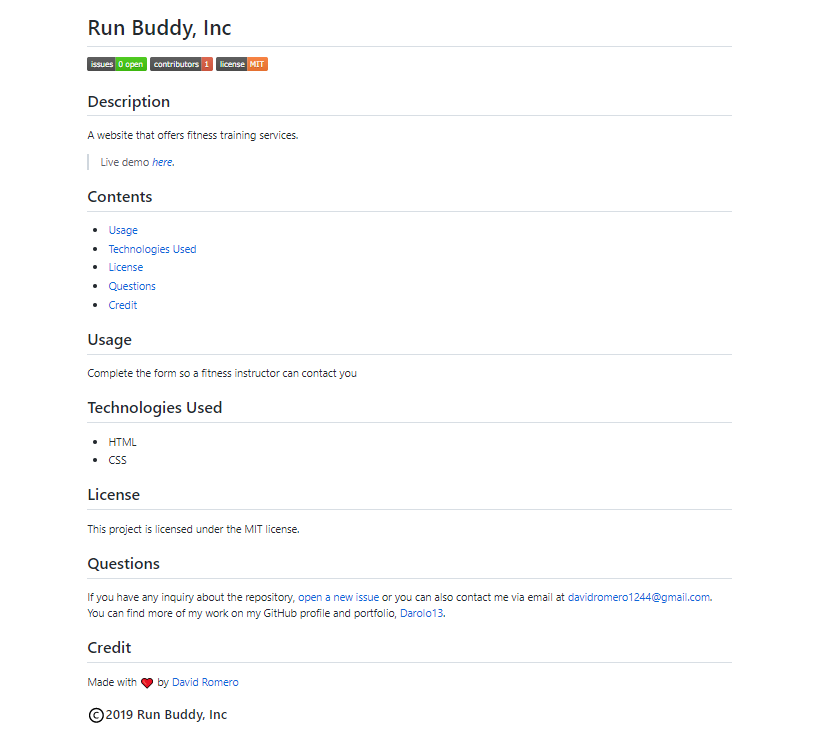 Run Buddy, Inc
issues 0 open contributors 1 license MIT
Description
A website that offers fitness training services.
Live demo here.
Contents
Usage
Technologies Used
License
Questions
Credit
Usage
Complete the form so a fitness instructor can contact you
Technologies Used
HTML
CSS
License
This project is licensed under the MIT license.
Questions
If you have any inquiry about the repository, open a new issue or you can also contact me via email at davidromero1244@gmail.com.
You can find more of my work on my GitHub profile and portfolio, Darolo13.
Credit
Made with ❤ by David Romero
©2019 Run Buddy, Inc